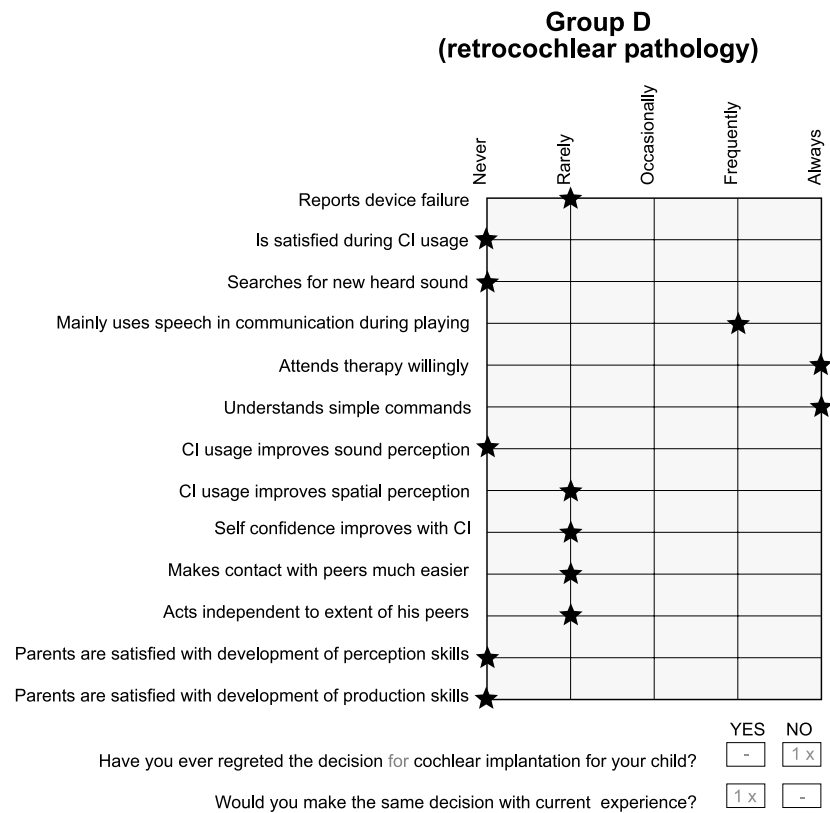 Group D
(retrocochlear pathology)
Never
Rarely
Occasionally
Frequently
Always
Reports device failure
Is satisfied during CI usage
Searches for new heard sound
Mainly uses speech in communication during playing
Attends therapy willingly
Understands simple commands
CI usage improves sound perception
CI usage improves spatial perception
Self confidence improves with CI
Makes contact with peers much easier
Acts independent to extent of his peers
Parents are satisfied with development of perception skills
Parents are satisfied with development of production skills
YES NO
Have you ever regretted the decision for cochlear implantation for your child? - 1 x
Would you make the same decision with current experience? 1 x -